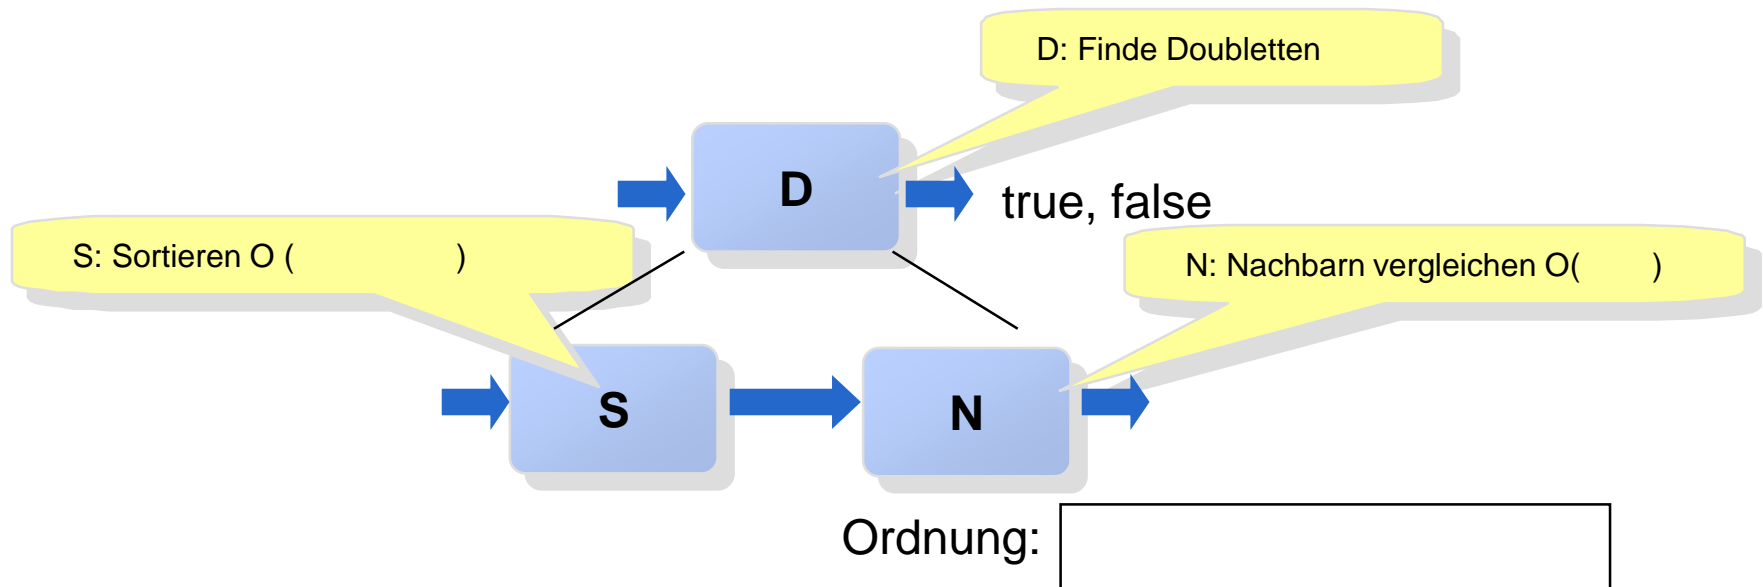 D: Finde Doubletten
D
true, false
S: Sortieren O ( )
N: Nachbarn vergleichen O( )
S
N
Ordnung: